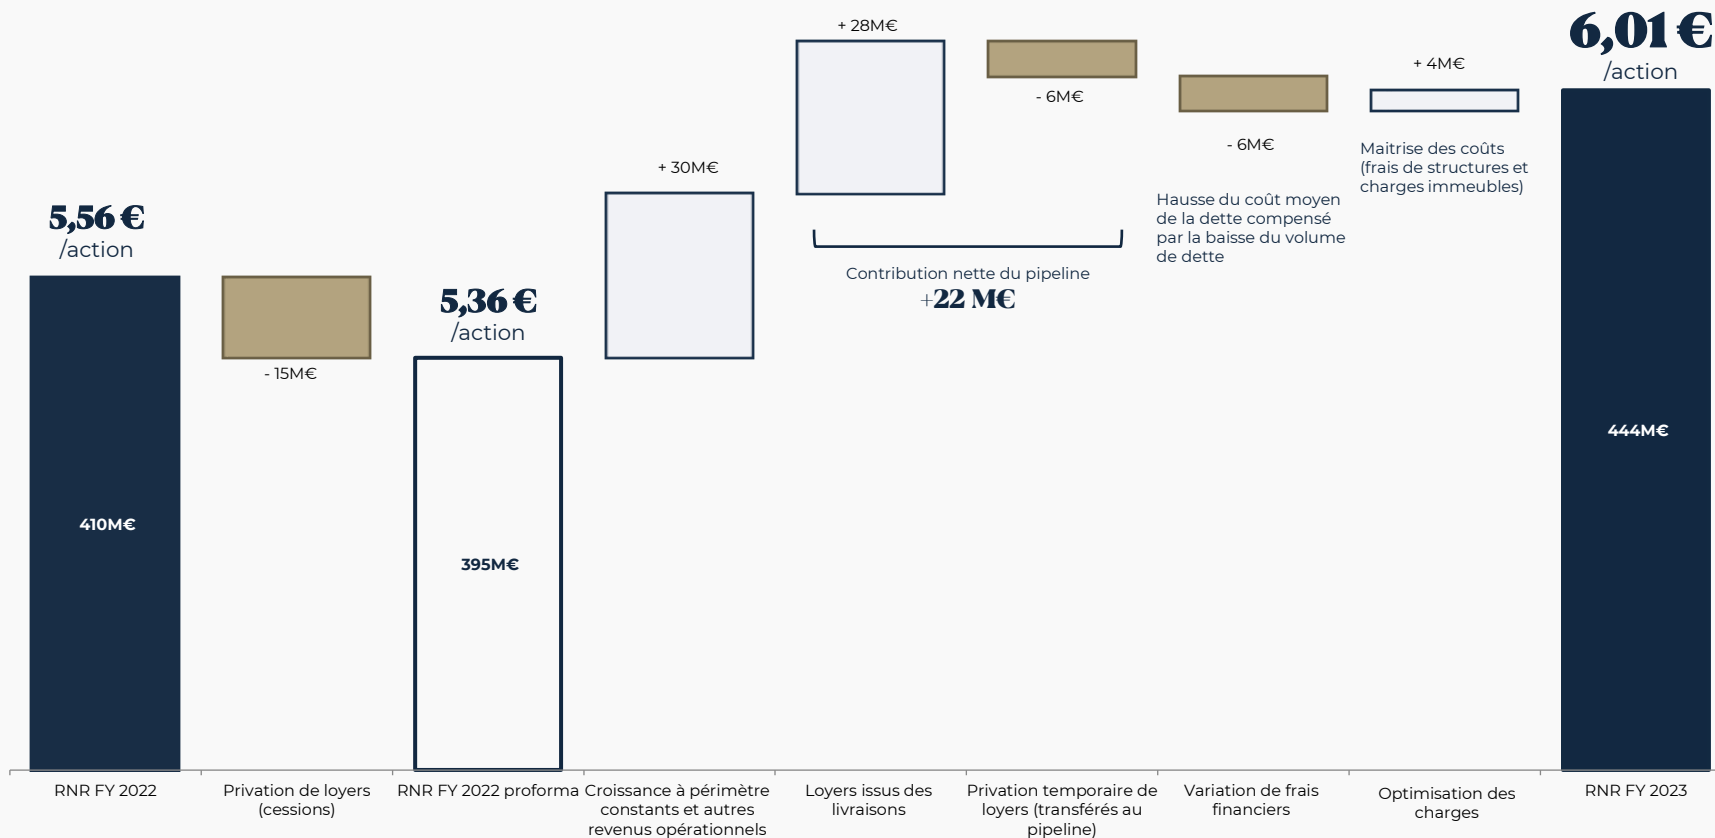 5,56 €
/action
410M€
- 15M€
5,36 €
/action
395M€
+ 30M€
+ 28M€
- 6M€
Contribution nette du pipeline
+22 M€
- 6M€
Hausse du coût moyen
de la dette compensé
par la baisse du volume
de dette
+ 4M€
Maitrise des coûts
(frais de structures et
charges immeubles)
6,01 €
/action
444M€
RNR FY 2022
Privation de loyers
(cessions)
RNR FY 2022 proforma
Croissance à périmètre
constants et autres
revenus opérationnels
Loyers issus des
livraisons
Privation temporaire de
loyers (transférés au
pipeline)
Variation de frais
financiers
Optimisation des
charges
RNR FY 2023